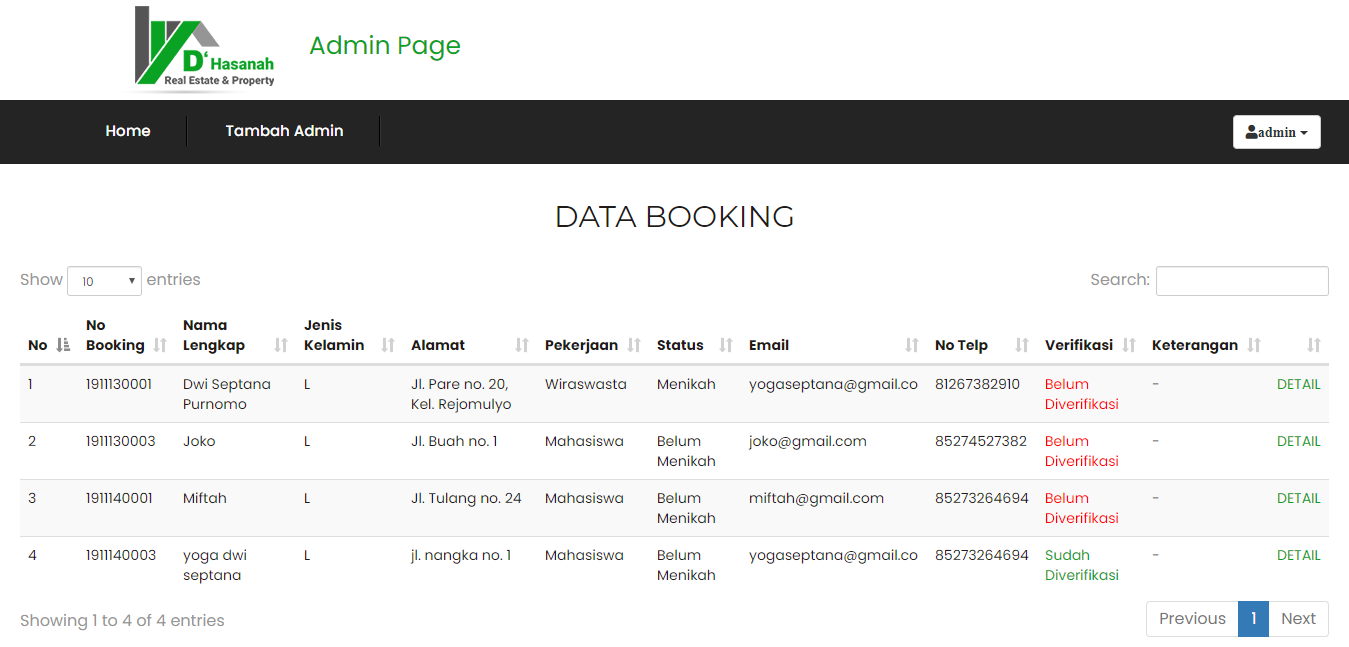 D' Hasanah
Real Estate & Property
Admin Page
Home
Tambah Admin
admin
DATA BOOKING
Show 10 entries
Search:
No
No Booking
Nama Lengkap
Jenis Kelamin
Alamat
Pekerjaan
Status
Email
No Telp
Verifikasi
Keterangan
1 1911130001 Dwi Septana L Jl. Pare no. 20, Wiraswasta Menikah yogaseptana@gmail.co 81267382910 Belum - DETAIL
Purnomo Kel. Rejomulyo Diverifikasi
2 1911130003 Joko L Jl. Buah no. 1 Mahasiswa Belum joko@gmail.com 85274527382 Belum - DETAIL
Menikah Diverifikasi
3 1911140001 Miftah L Jl. Tulang no. 24 Mahasiswa Belum miftah@gmail.com 85273264694 Belum - DETAIL
Menikah Diverifikasi
4 1911140003 yoga dwi L jl. nangka no. 1 Mahasiswa Belum yogaseptana@gmail.co 85273264694 Sudah - DETAIL
septana Menikah Diverifikasi
Showing 1 to 4 of 4 entries
Previous 1 Next